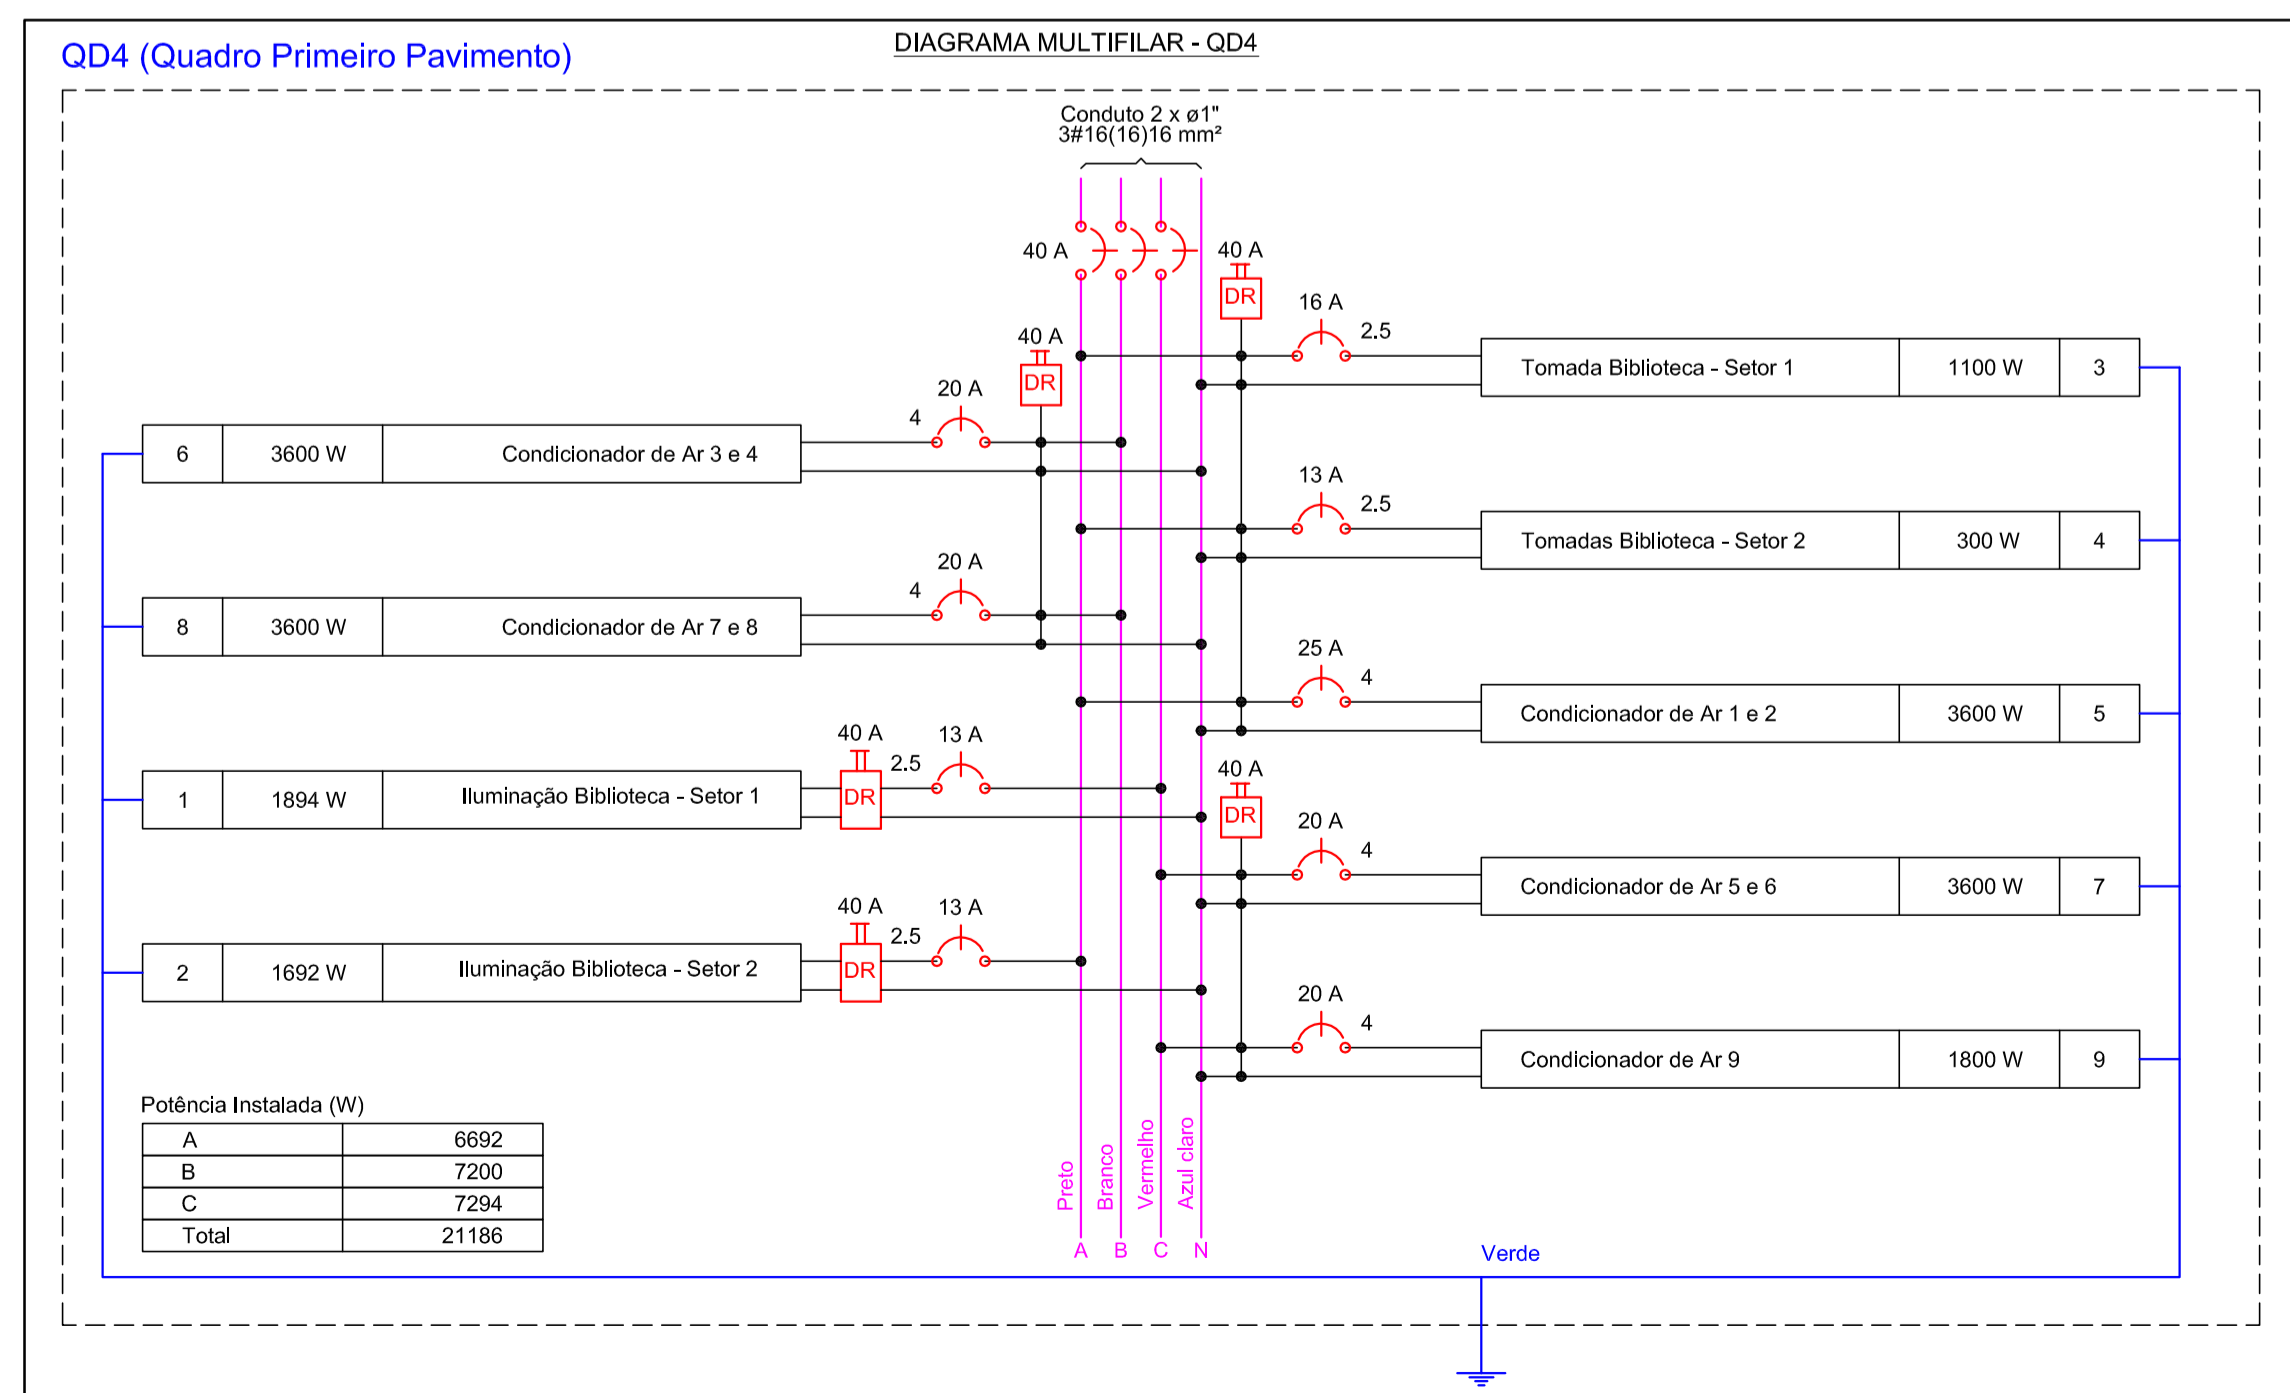 QD4 (Quadro Primeiro Pavimento)
DIAGRAMA MULTIFILAR - QD4
Conduto 2 x ø1"
3#16(16)16 mm²
40 A
40 A
DR
16 A
2.5
Tomada Biblioteca - Setor 1
1100 W
3
40 A
DR
20 A
4
6
3600 W
Condicionador de Ar 3 e 4
13 A
2.5
Tomadas Biblioteca - Setor 2
300 W
4
20 A
4
8
3600 W
Condicionador de Ar 7 e 8
25 A
4
Condicionador de Ar 1 e 2
3600 W
5
40 A
DR
2.5
13 A
1
1894 W
Iluminação Biblioteca - Setor 1
40 A
DR
20 A
4
Condicionador de Ar 5 e 6
3600 W
7
40 A
DR
2.5
13 A
2
1692 W
Iluminação Biblioteca - Setor 2
20 A
4
Condicionador de Ar 9
1800 W
9
Potência Instalada (W)
A 6692
B 7200
C 7294
Total 21186
Preto
Branco
Vermelho
Azul claro
A B C N
Verde